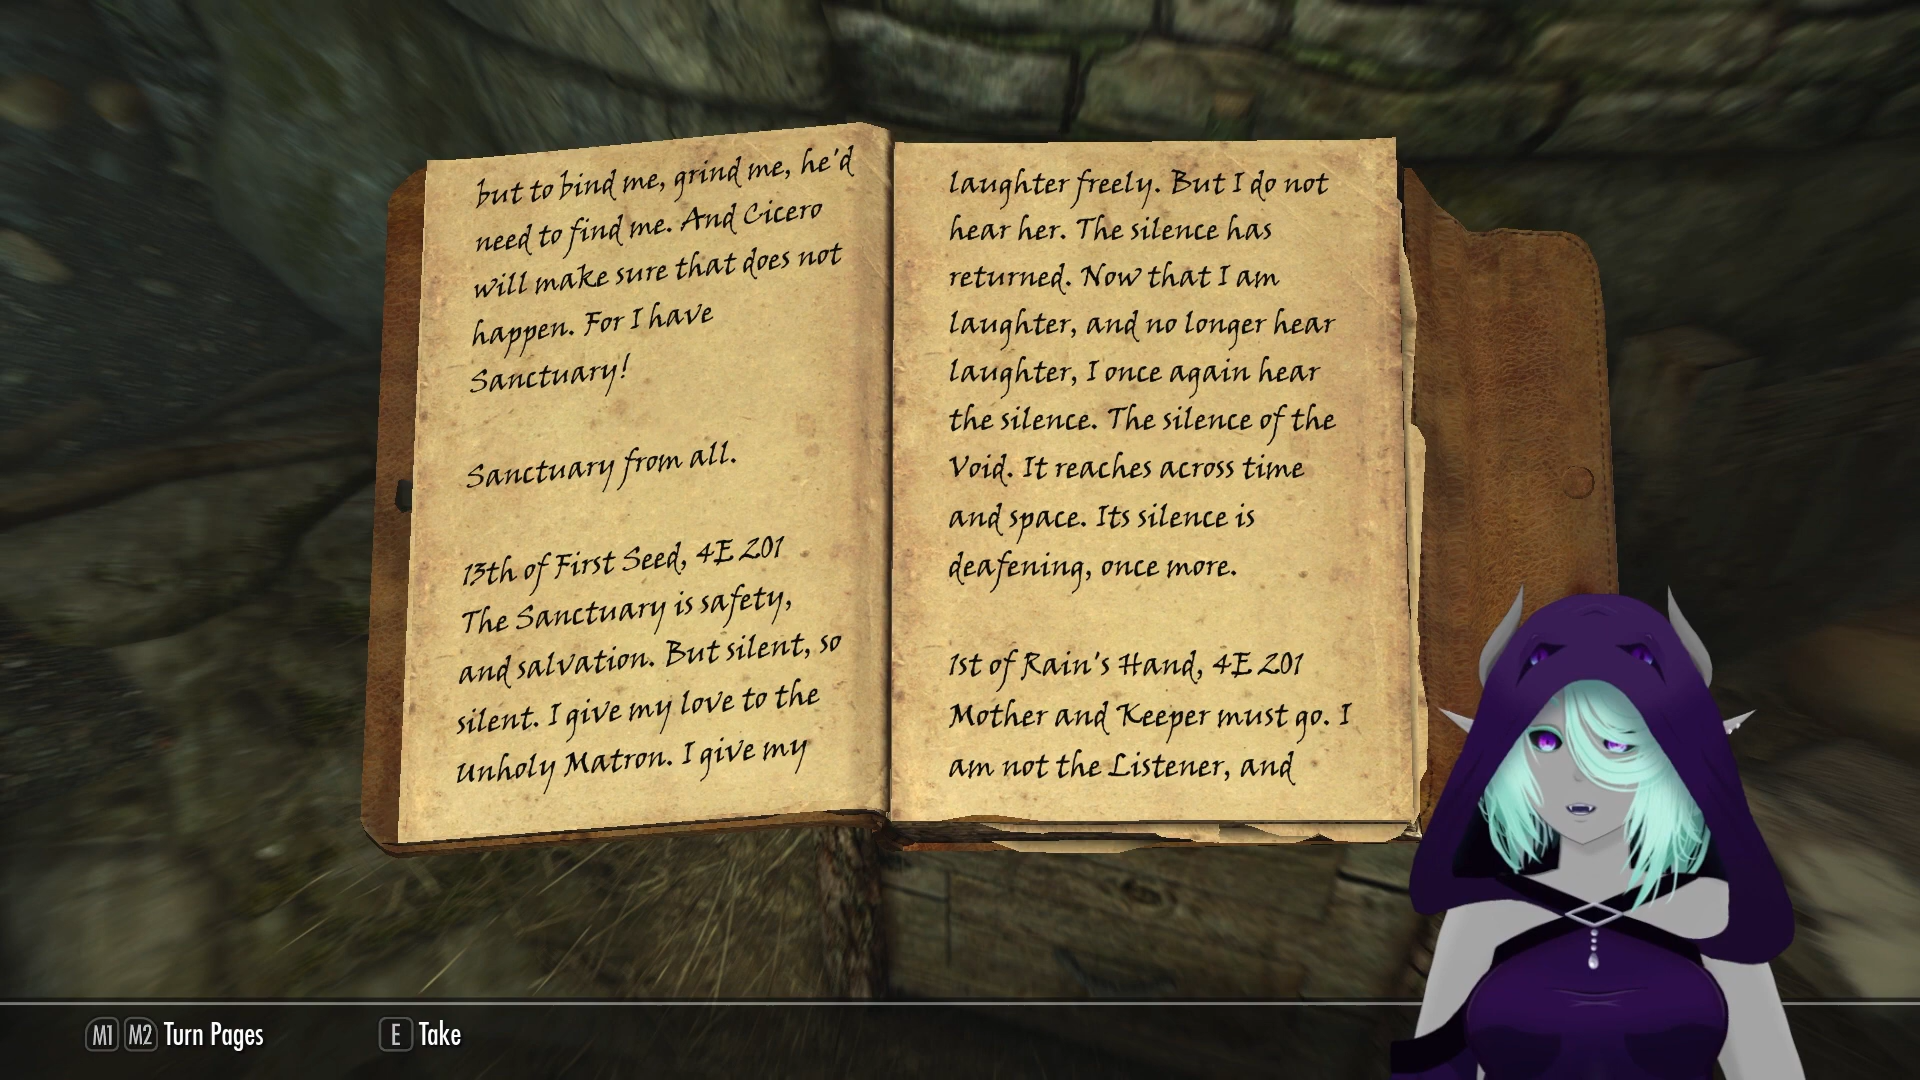 but to bind me, grind me, he'd
need to find me. And Cicero
will make sure that does not
happen. For I have
Sanctuary!
Sanctuary from all.
13th of First Seed, 4E 201
The Sanctuary is safety,
and salvation. But silent, so
silent. I give my love to the
Unholy Matron. I give my
laughter freely. But I do not
hear her. The silence has
returned. Now that I am
laughter, and no longer hear
laughter, I once again hear
the silence. The silence of the
Void. It reaches across time
and space. Its silence is
deafening, once more.
1st of Rain's Hand, 4E 201
Mother and Keeper must go. I
am not the Listener, and
M1 M2 Turn Pages
E Take